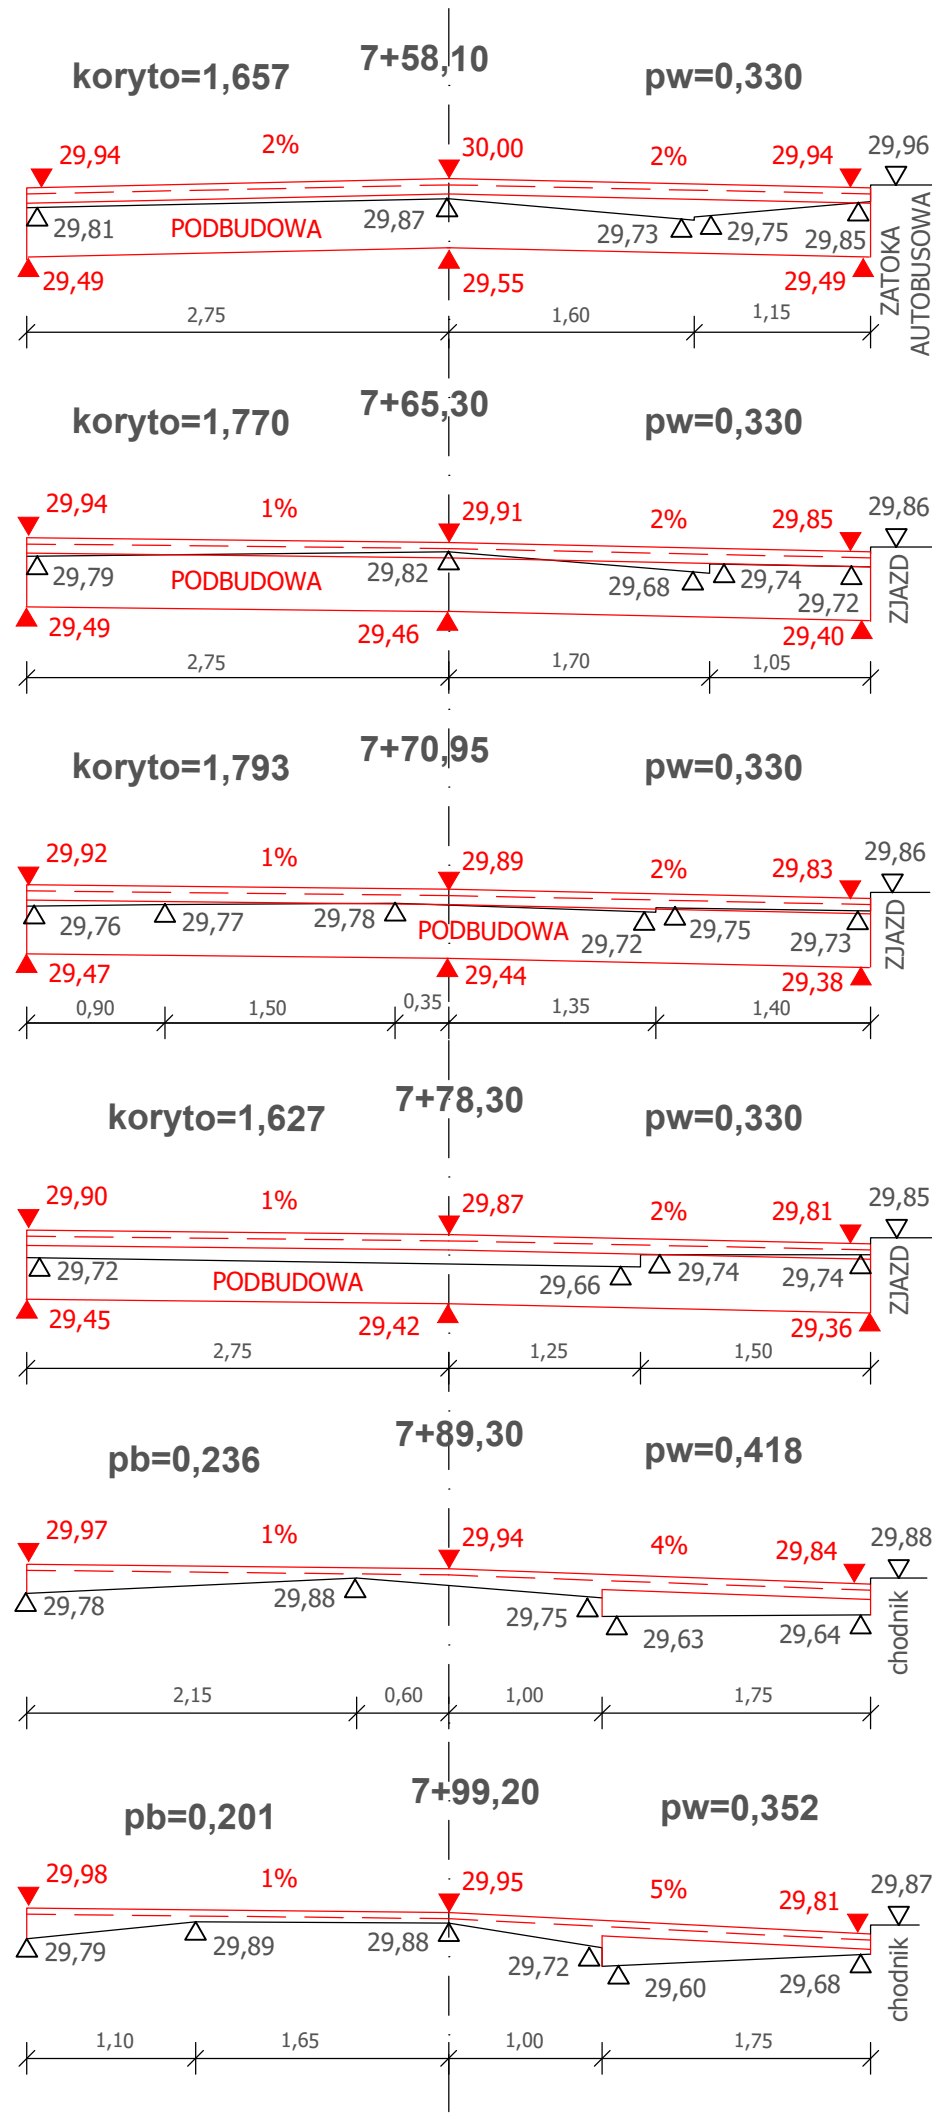 koryto=1,657 7+58,10 pw=0,330
29,94 2% 30,00 2% 29,94 29,96
29,81 PODBUDOWA 29,87 29,73 29,75 29,85
29,49 29,55 29,49
ZATOKA
AUTOBUSOWA
2,75 1,60 1,15
koryto=1,770 7+65,30 pw=0,330
29,94 1% 29,91 2% 29,85 29,86
29,79 PODBUDOWA 29,82 29,68 29,74 29,72
29,49 29,46 29,40
ZJAZD
2,75 1,70 1,05
koryto=1,793 7+70,95 pw=0,330
29,92 1% 29,89 2% 29,83 29,86
29,76 29,77 29,78 PODBUDOWA 29,72 29,75 29,73
29,47 29,44 29,38
ZJAZD
0,90 1,50 0,35 1,35 1,40
koryto=1,627 7+78,30 pw=0,330
29,90 1% 29,87 2% 29,81 29,85
29,72 PODBUDOWA 29,66 29,74 29,74
29,45 29,42 29,36
ZJAZD
2,75 1,25 1,50
pb=0,236 7+89,30 pw=0,418
29,97 1% 29,94 4% 29,84 29,88
29,78 29,88 29,75 29,63 29,64
chodnik
2,15 0,60 1,00 1,75
pb=0,201 7+99,20 pw=0,352
29,98 1% 29,95 5% 29,81 29,87
29,79 29,89 29,88 29,72 29,60 29,68
chodnik
1,10 1,65 1,00 1,75